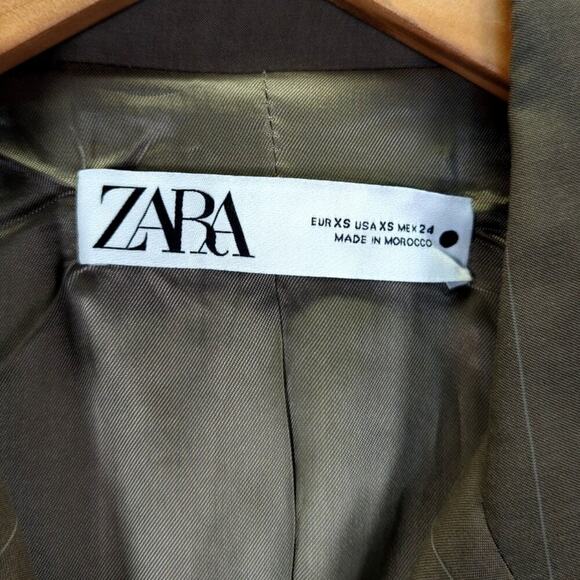 ZARA
EUR XS USA XS MEX 24
MADE IN MOROCCO